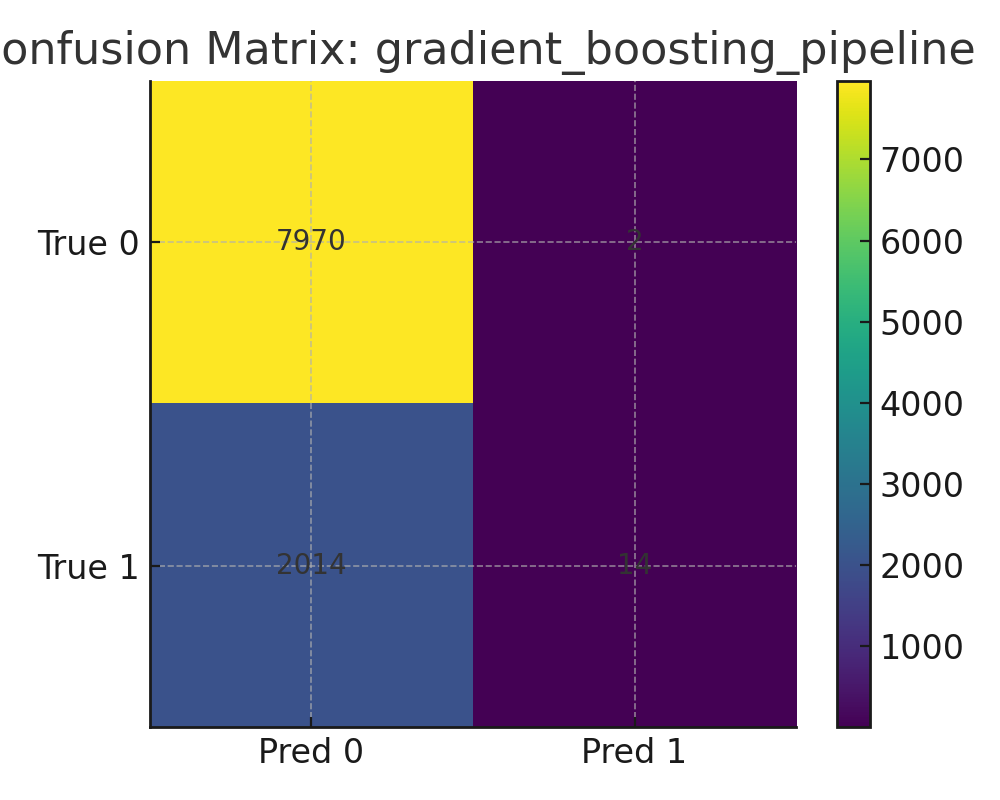 onfusion Matrix: gradient_boosting_pipeline
True 0
7970
2
True 1
2014
14
Pred 0
Pred 1
7000
6000
5000
4000
3000
2000
1000